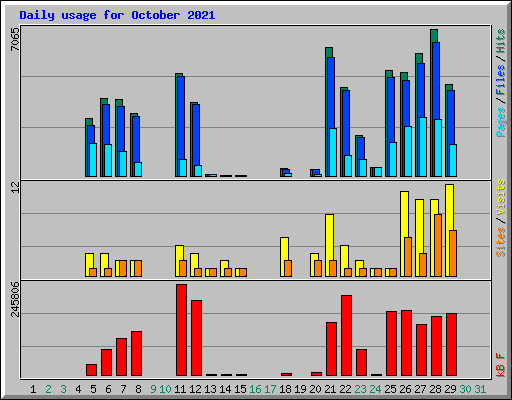 Daily usage for October 2021
7065
Pages / Files / Hits
12
Sites / Visits
245806
kB F
1 2 3 4 5 6 7 8 9 10 11 12 13 14 15 16 17 18 19 20 21 22 23 24 25 26 27 28 29 30 31